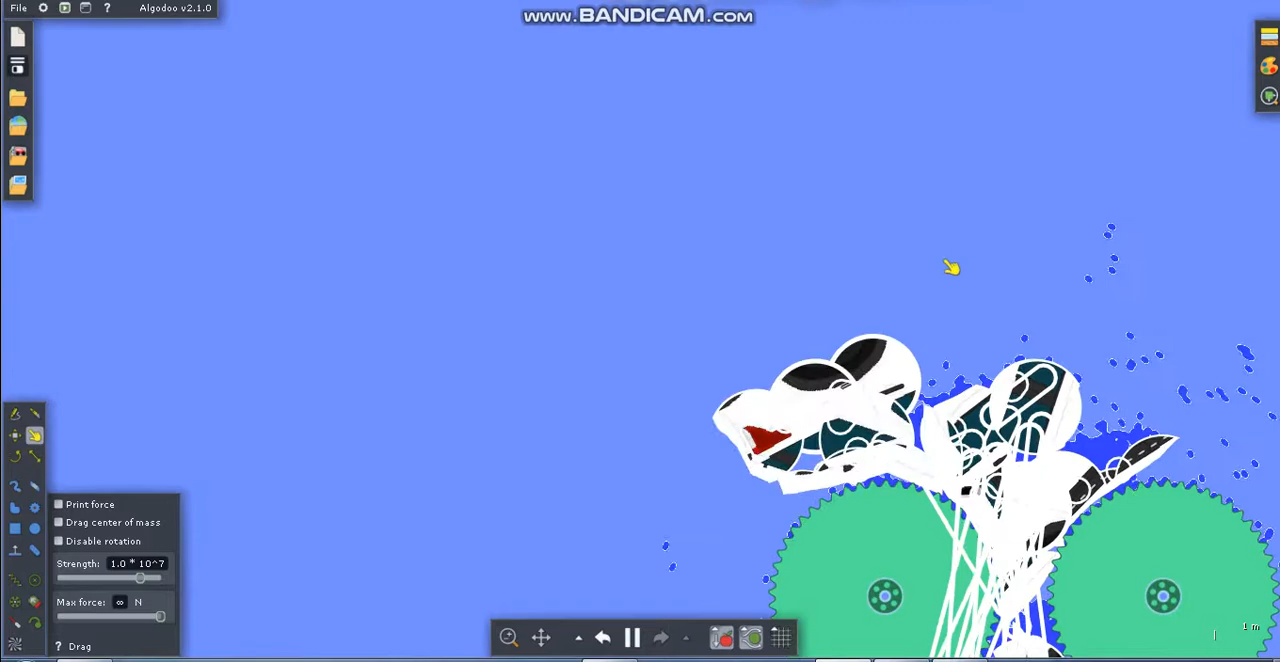 File ? Algodoo v2.1.0
www.BANDICAM.com
Print force
Drag center of mass
Disable rotation
Strength: 1.0 * 10^7
Max force: ∞ N
? Drag
1 m